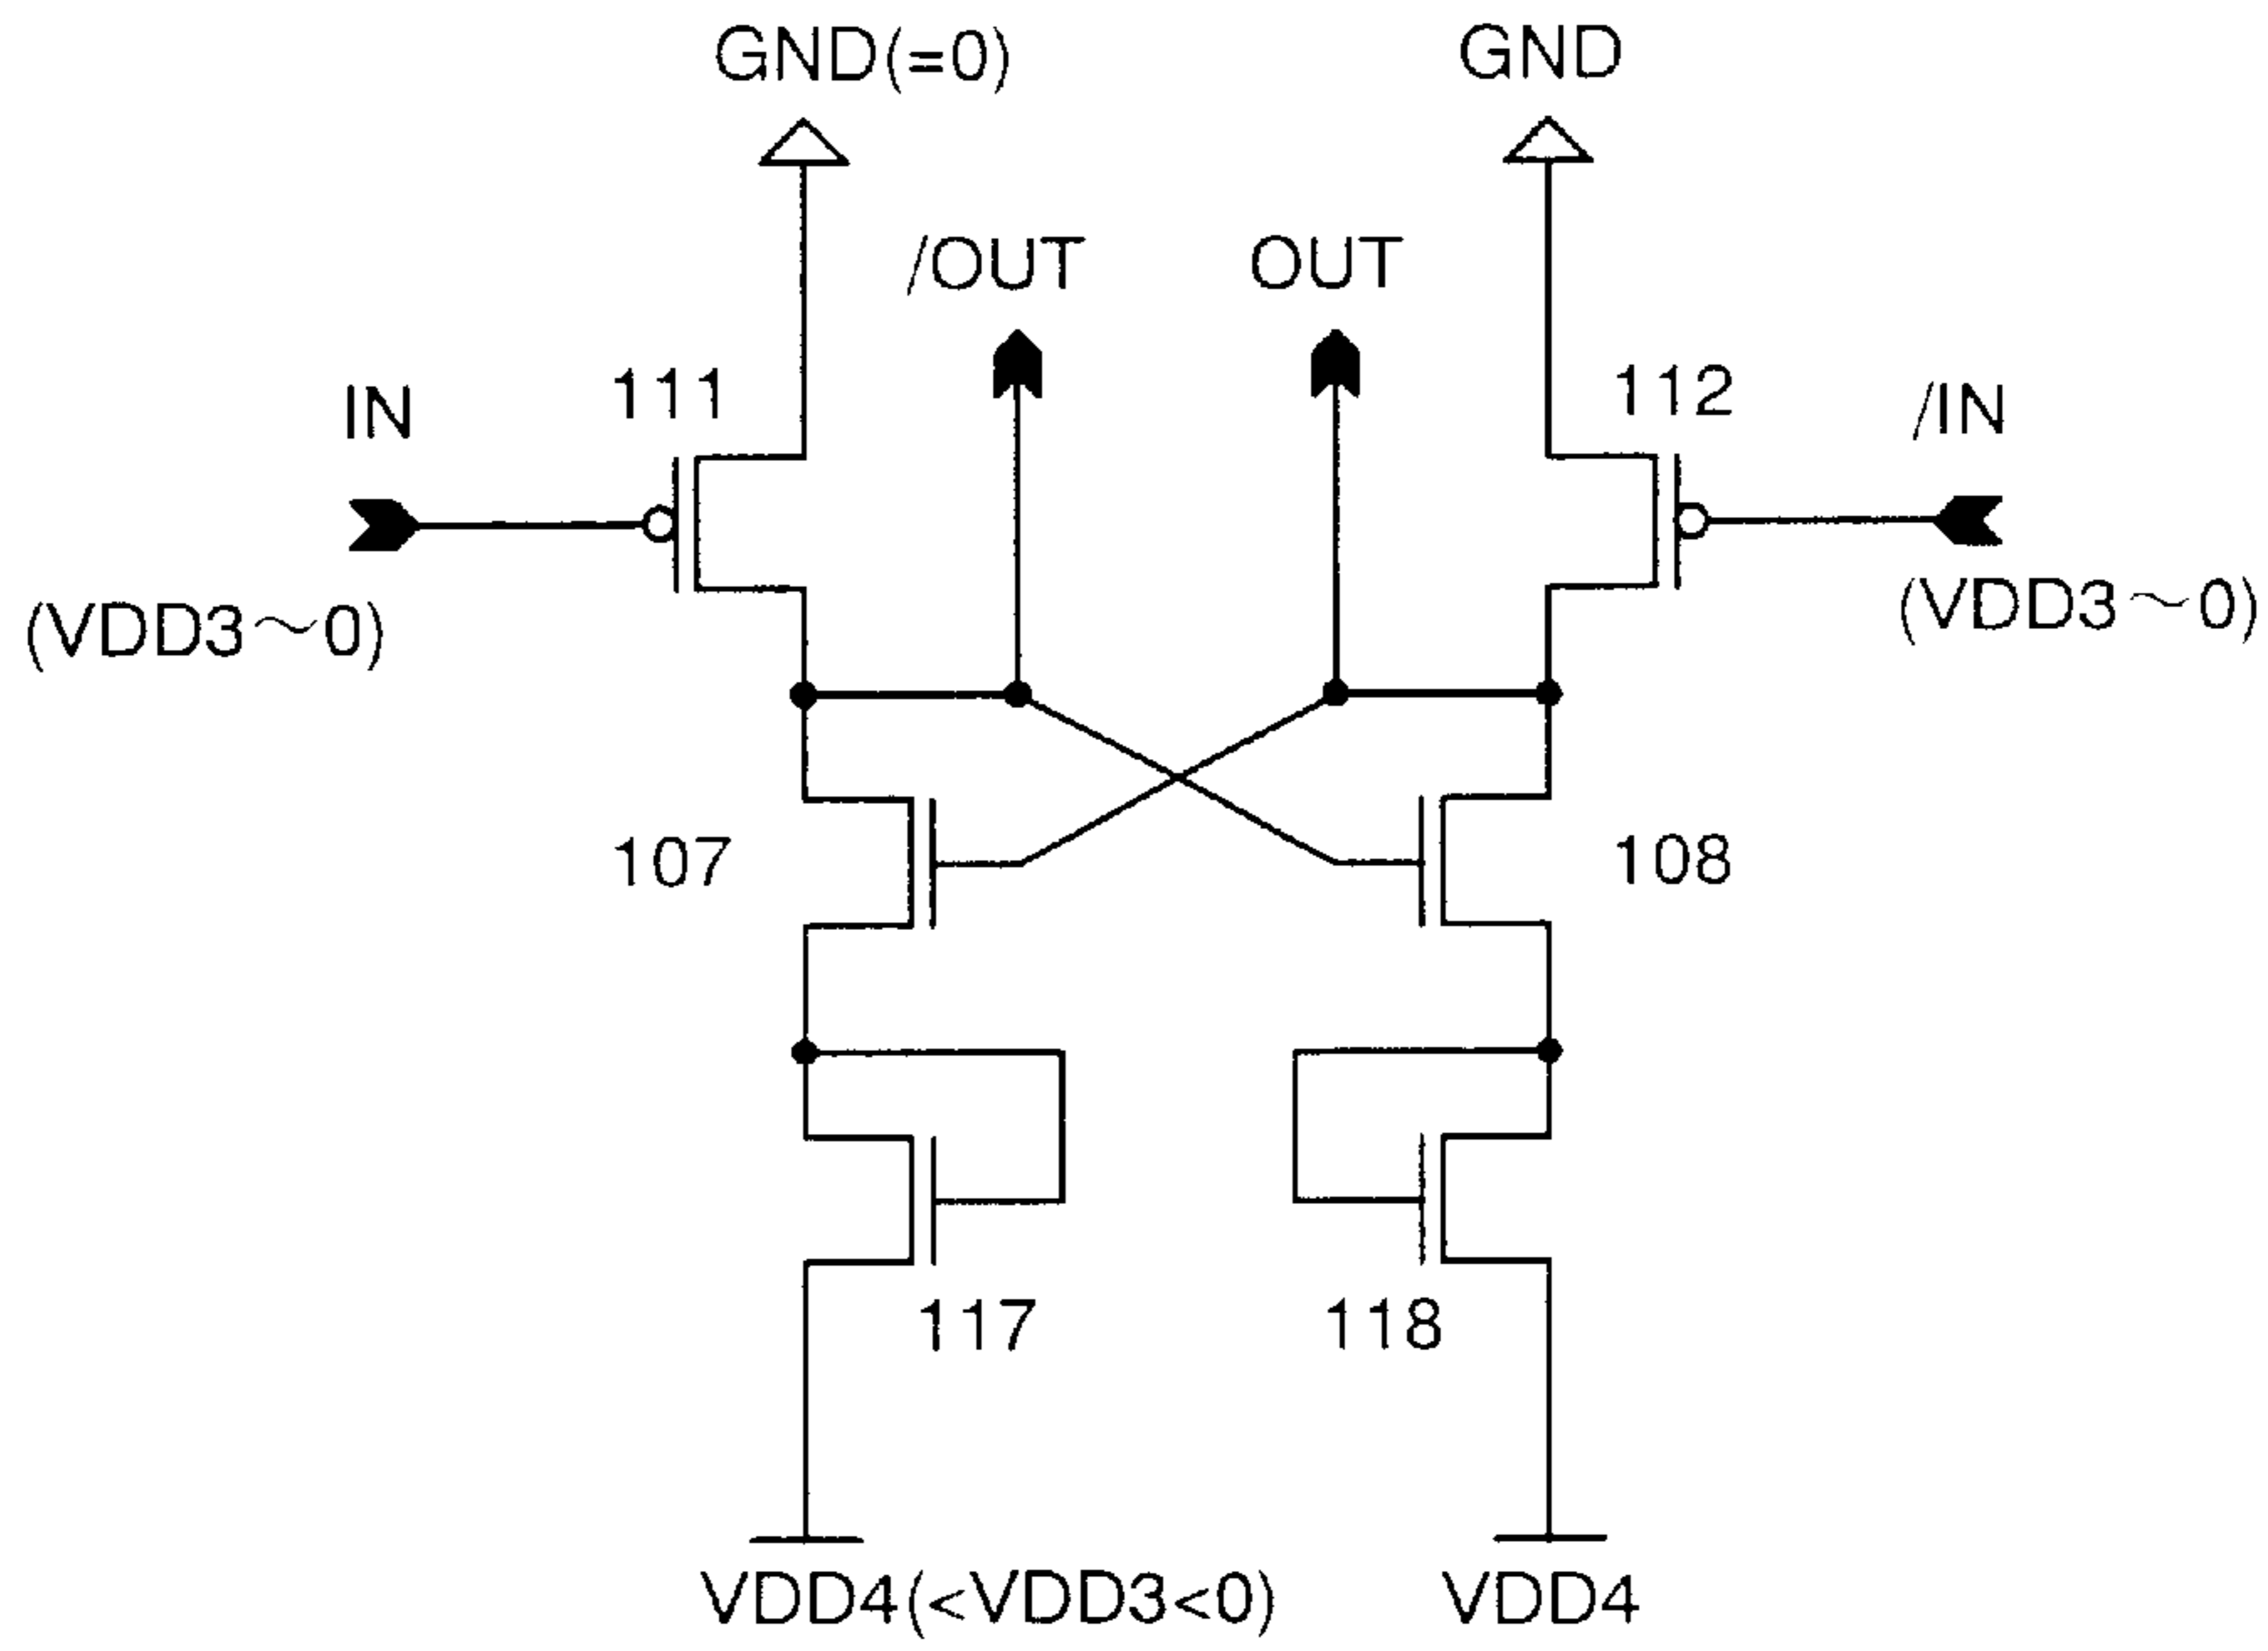 GND(=0)
GND
/OUT
OUT
111
112
IN
/IN
(VDD3～0)
(VDD3～0)
107
108
117
118
VDD4(<VDD3<0)
VDD4